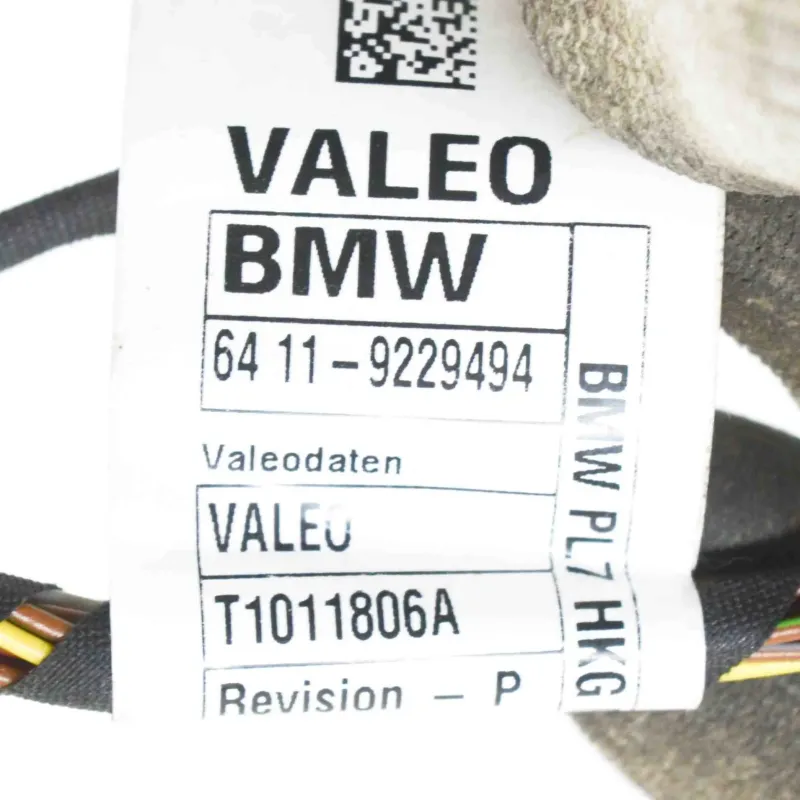 VALEO
BMW
64 11-9229494
Valeodaten
VALEO
T1011806A
Revision - P
BMW PL7 HKG